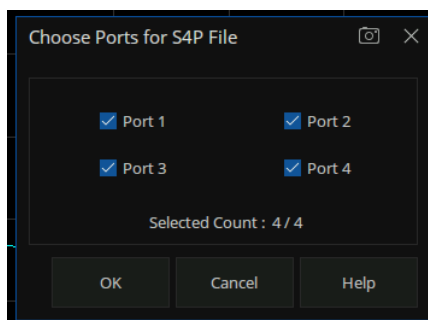 Choose Ports for S4P File
Port 1
Port 2
Port 3
Port 4
Selected Count : 4 / 4
OK
Cancel
Help